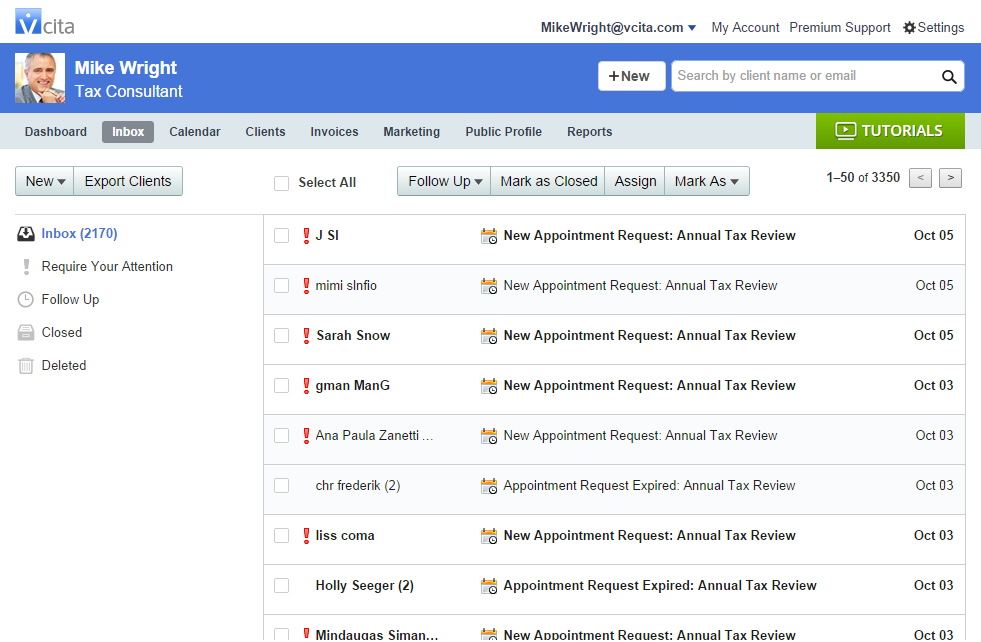 vcita
MikeWright@vcita.com My Account Premium Support Settings
Mike Wright
Tax Consultant
+New
Search by client name or email
Dashboard Inbox Calendar Clients Invoices Marketing Public Profile Reports
TUTORIALS
New Export Clients
Select All
Follow Up Mark as Closed Assign Mark As
1–50 of 3350 < >
Inbox (2170)
Require Your Attention
Follow Up
Closed
Deleted
J SI New Appointment Request: Annual Tax Review Oct 05
mimi slnfio New Appointment Request: Annual Tax Review Oct 05
Sarah Snow New Appointment Request: Annual Tax Review Oct 05
gman ManG New Appointment Request: Annual Tax Review Oct 03
Ana Paula Zanetti ... New Appointment Request: Annual Tax Review Oct 03
chr frederik (2) Appointment Request Expired: Annual Tax Review Oct 03
liss coma New Appointment Request: Annual Tax Review Oct 03
Holly Seeger (2) Appointment Request Expired: Annual Tax Review Oct 03
Mindaugas Siman... New Appointment Request: Annual Tax Review Oct 03